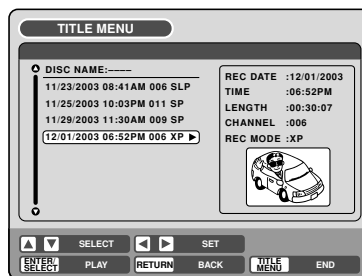 TITLE MENU
DISC NAME:----
11/23/2003 08:41AM 006 SLP
11/25/2003 10:03PM 011 SP
11/29/2003 11:30AM 009 SP
12/01/2003 06:52PM 006 XP ▶
REC DATE :12/01/2003
TIME :06:52PM
LENGTH :00:30:07
CHANNEL :006
REC MODE :XP
SELECT SET
ENTER/SELECT PLAY RETURN BACK TITLE MENU END